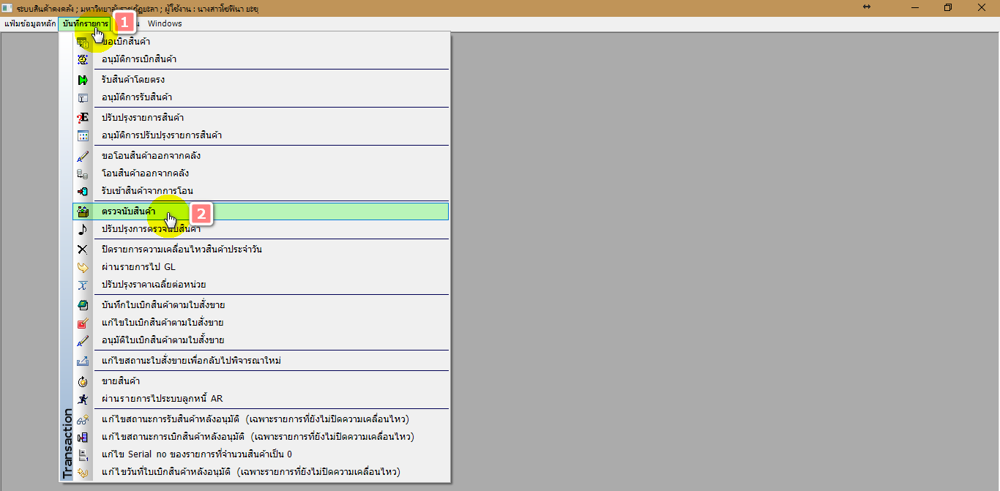 ระบบสินค้าคงคลัง ; มหาวิทยาลัยราชภัฏยะลา ; ผู้ใช้งาน : นางสาวโซฟีนา ยะซุ
แฟ้มข้อมูลหลัก บันทึกรายการ 1 Windows
ขอเบิกสินค้า
อนุมัติการเบิกสินค้า
รับสินค้าโดยตรง
อนุมัติการรับสินค้า
ปรับปรุงรายการสินค้า
อนุมัติการปรับปรุงรายการสินค้า
ขอโอนสินค้าออกจากคลัง
โอนสินค้าออกจากคลัง
รับเข้าสินค้าจากการโอน
ตรวจนับสินค้า 2
ปรับปรุงการตรวจนับสินค้า
ปิดรายการความเคลื่อนไหวสินค้าประจำวัน
ผ่านรายการไป GL
ปรับปรุงราคาเฉลี่ยต่อหน่วย
บันทึกใบเบิกสินค้าตามใบสั่งขาย
แก้ไขใบเบิกสินค้าตามใบสั่งขาย
อนุมัติใบเบิกสินค้าตามใบสั่งขาย
แก้ไขสถานะใบสั่งขายเพื่อกลับไปพิจารณาใหม่
ขายสินค้า
ผ่านรายการไประบบลูกหนี้ AR
แก้ไขสถานะการรับสินค้าหลังอนุมัติ (เฉพาะรายการที่ยังไม่ปิดความเคลื่อนไหว)
แก้ไขสถานะการเบิกสินค้าหลังอนุมัติ (เฉพาะรายการที่ยังไม่ปิดความเคลื่อนไหว)
แก้ไข Serial no ของรายการที่จำนวนสินค้าเป็น 0
แก้ไขวันที่ใบเบิกสินค้าหลังอนุมัติ (เฉพาะรายการที่ยังไม่ปิดความเคลื่อนไหว)
Transaction